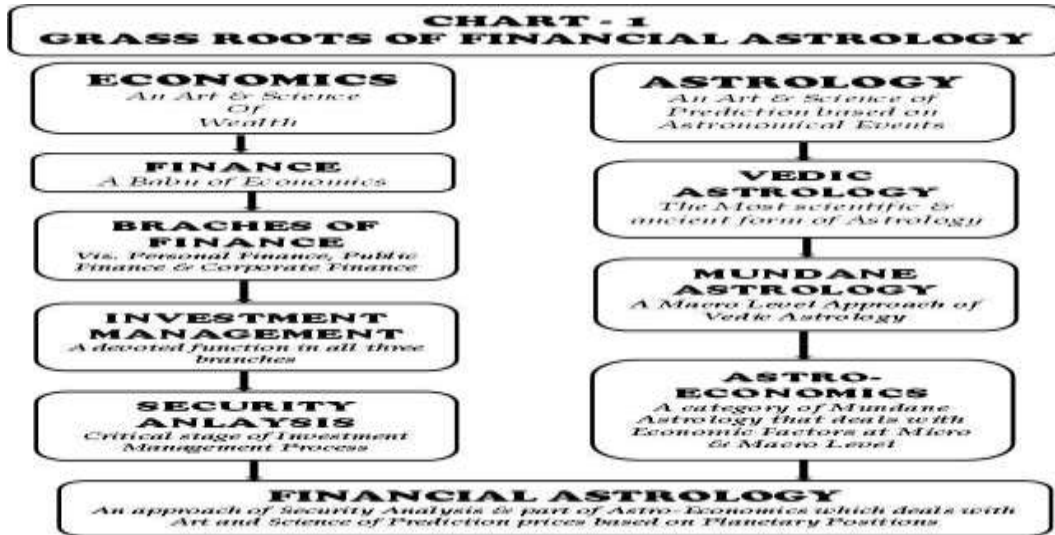 CHART - 1
GRASS ROOTS OF FINANCIAL ASTROLOGY
ECONOMICS
An Art & Science
Of
Wealth
FINANCE
A Babu of Economics
BRACHES OF
FINANCE
Vis. Personal Finance, Public
Finance & Corporate Finance
INVESTMENT
MANAGEMENT
A devoted function in all three
branches
SECURITY
ANLAYSIS
Critical stage of Investment
Management Process
ASTROLOGY
An Art & Science of
Prediction based on
Astronomical Events
VEDIC
ASTROLOGY
The Most scientific &
ancient form of Astrology
MUNDANE
ASTROLOGY
A Macro Level Approach of
Vedic Astrology
ASTRO-
ECONOMICS
A category of Mundane
Astrology that deals with
Economic Factors at Micro
& Macro Level
FINANCIAL ASTROLOGY
An approach of Security Analysis & part of Astro-Economics which deals with
Art and Science of Prediction prices based on Planetary Positions